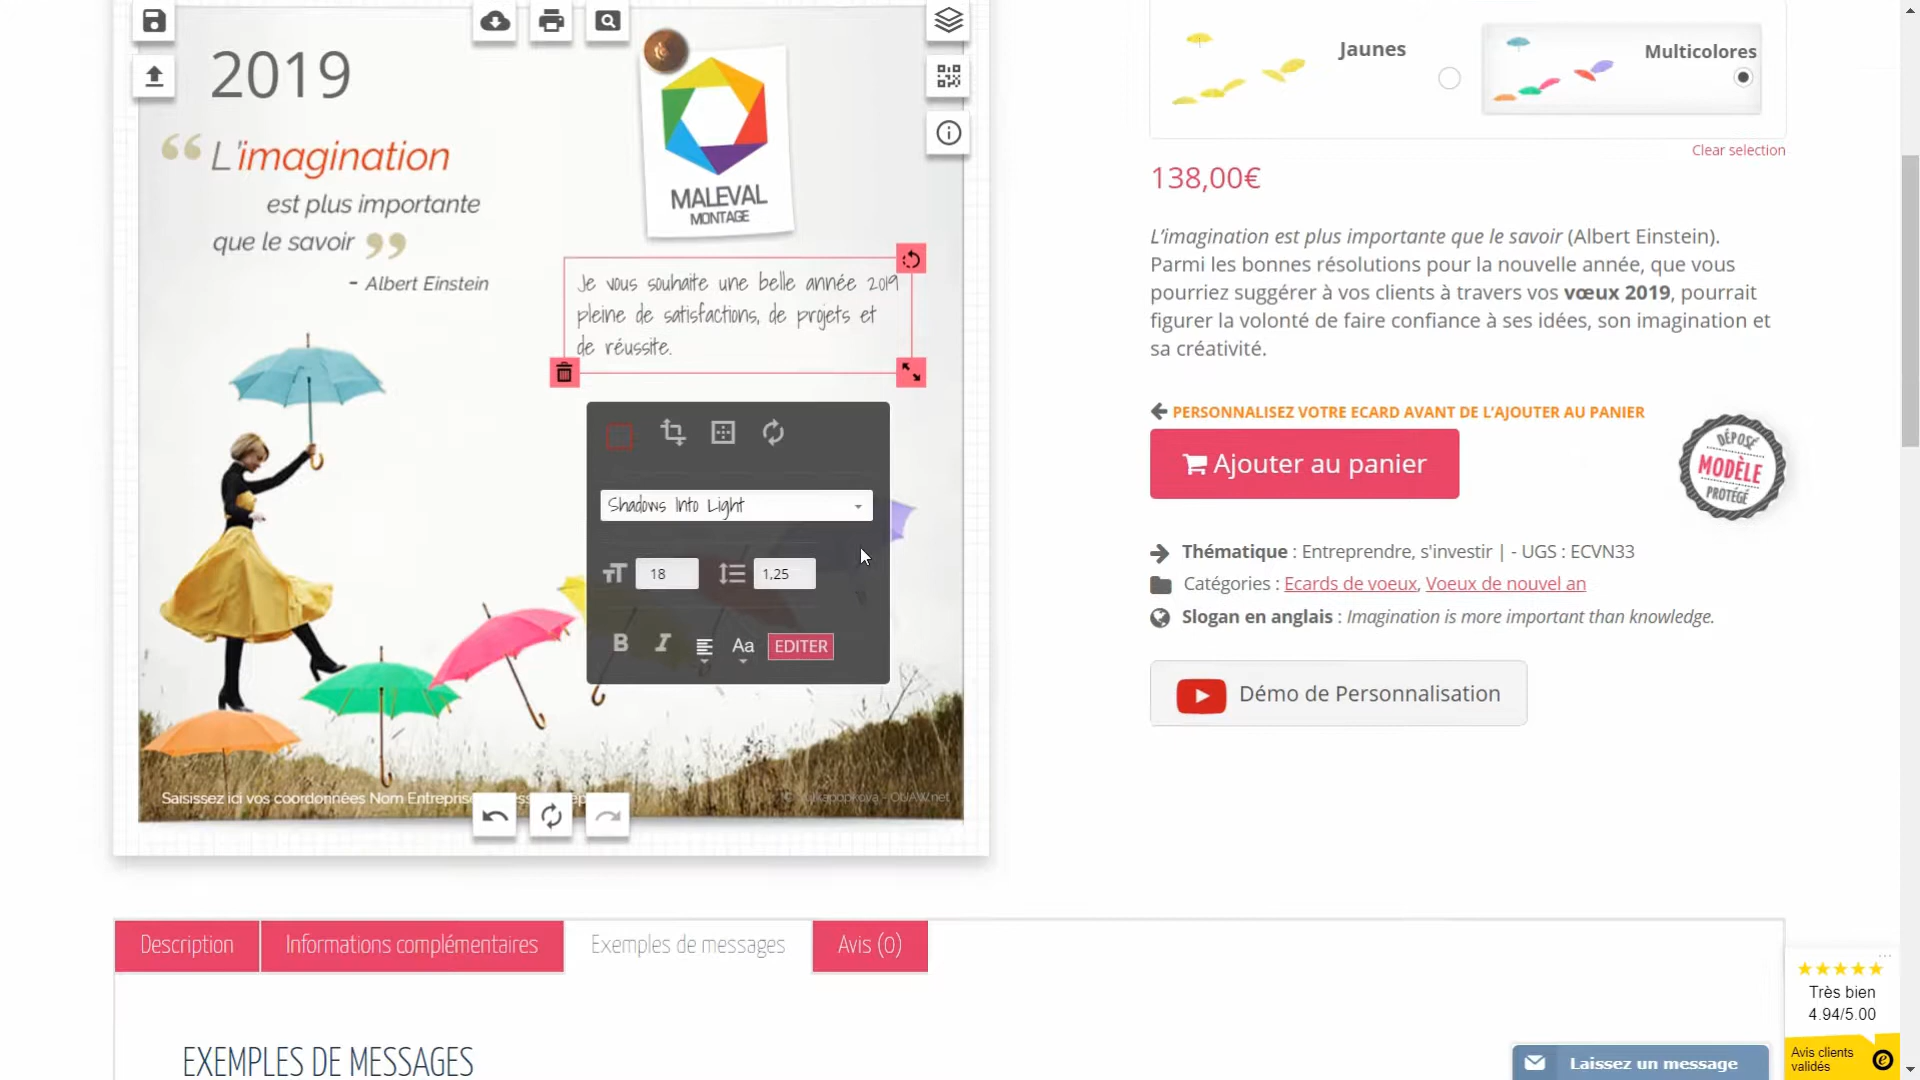 2019
“ L'imagination
est plus importante
que le savoir ”
- Albert Einstein
MALEVAL
MONTAGE
Je vous souhaite une belle année 2019
pleine de satisfactions, de projets et
de réussite.
Shadows Into Light
18
1,25
B I Aa EDITER
Saisissez ici vos coordonnées Nom
Jaunes
Multicolores
Clear selection
138,00€
L’imagination est plus importante que le savoir (Albert Einstein).
Parmi les bonnes résolutions pour la nouvelle année, que vous
pourriez suggérer à vos clients à travers vos vœux 2019, pourrait
figurer la volonté de faire confiance à ses idées, son imagination et
sa créativité.
PERSONNALISEZ VOTRE ECARD AVANT DE L’AJOUTER AU PANIER
Ajouter au panier
DÉPOSÉ
MODÈLE
PROTÉGÉ
Thématique : Entreprendre, s'investir | - UGS : ECVN33
Catégories : Ecards de voeux, Voeux de nouvel an
Slogan en anglais : Imagination is more important than knowledge.
Démo de Personnalisation
Description
Informations complémentaires
Exemples de messages
Avis (0)
EXEMPLES DE MESSAGES
Très bien
4.94/5.00
Avis clients
validés
Laissez un message